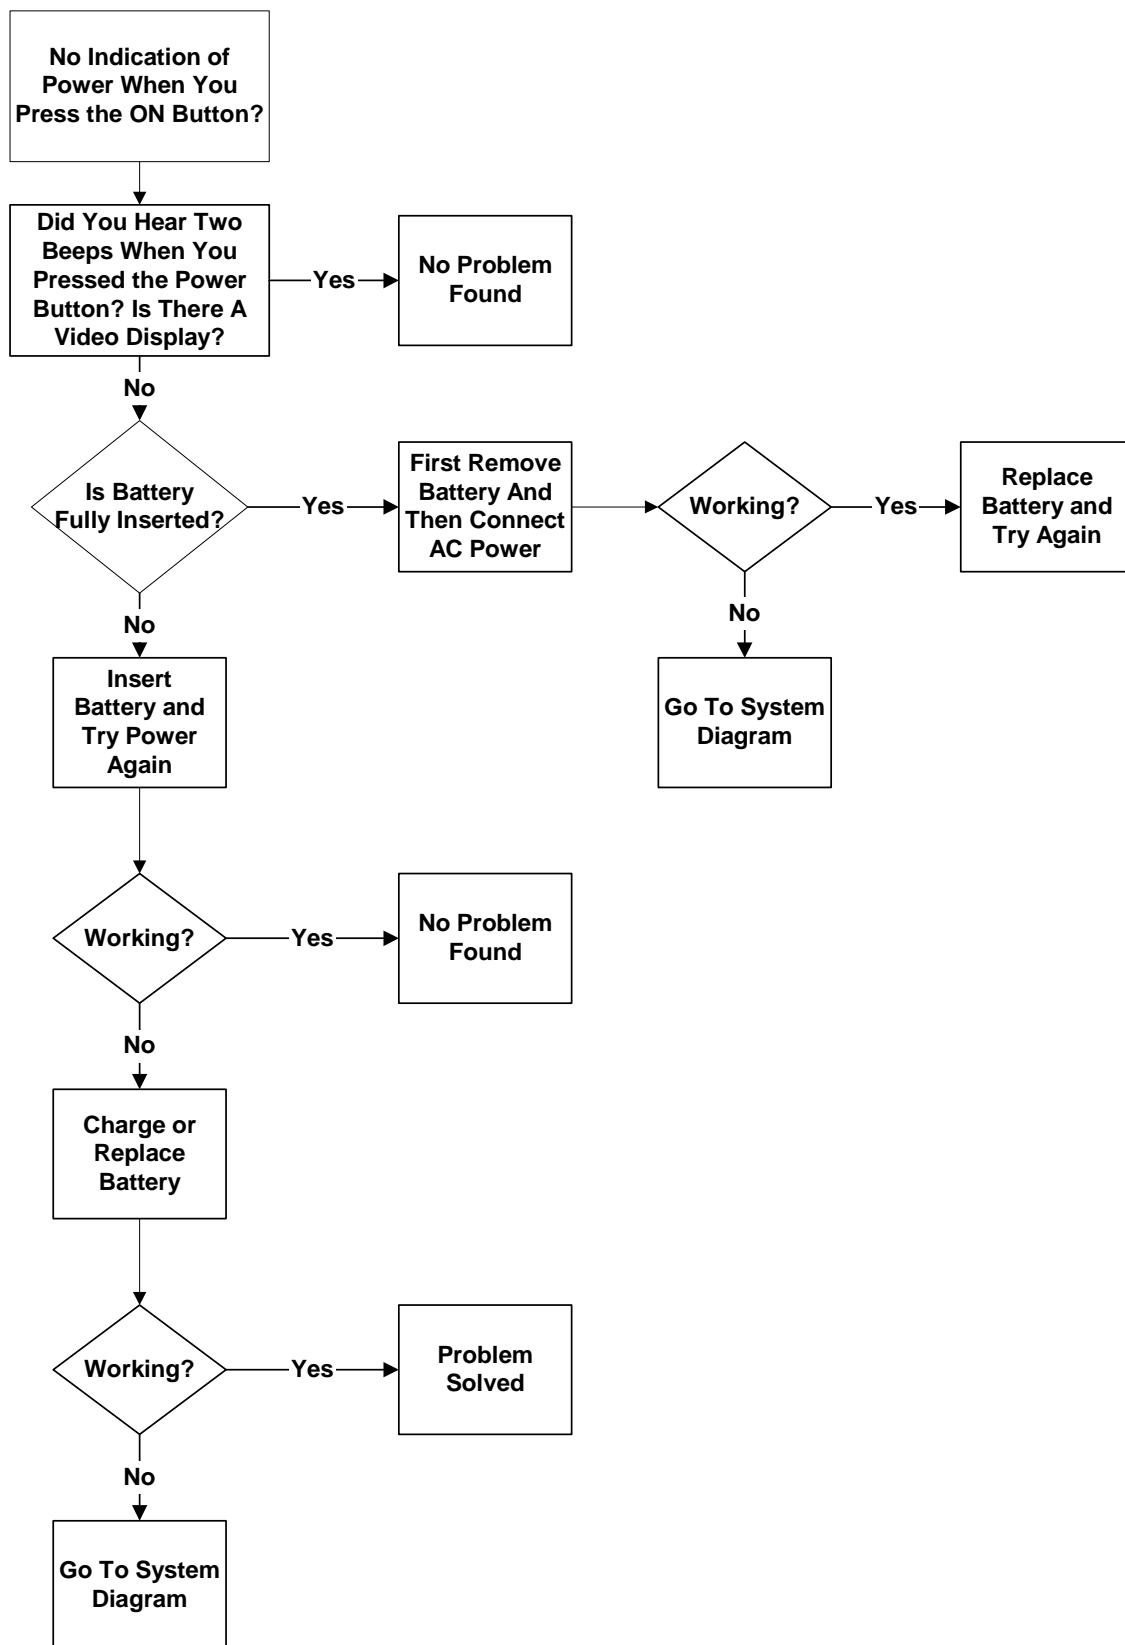 No Indication of
Power When You
Press the ON Button?
Did You Hear Two
Beeps When You
Pressed the Power
Button? Is There A
Video Display?
Yes
No Problem
Found
No
Is Battery
Fully Inserted?
Yes
First Remove
Battery And
Then Connect
AC Power
Working?
Yes
Replace
Battery and
Try Again
No
Go To System
Diagram
No
Insert
Battery and
Try Power
Again
Working?
Yes
No Problem
Found
No
Charge or
Replace
Battery
Working?
Yes
Problem
Solved
No
Go To System
Diagram